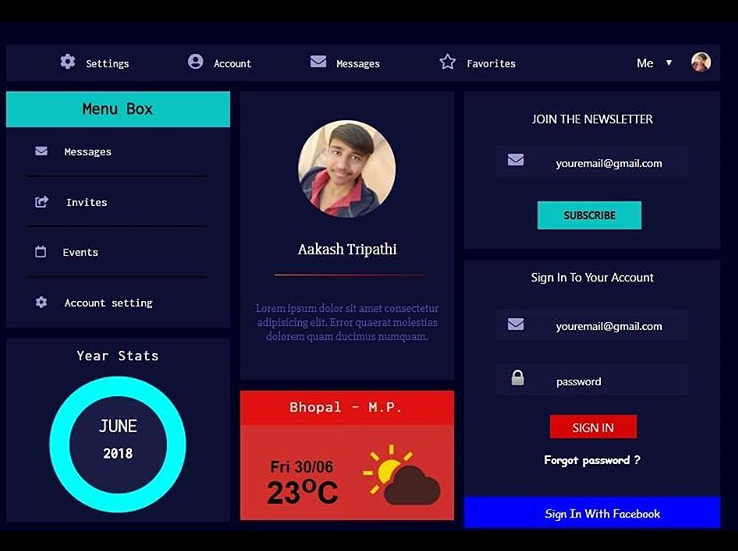 Settings
Account
Messages
Favorites
Me
Menu Box
Messages
Invites
Events
Account setting
Year Stats
JUNE
2018
Aakash Tripathi
Lorem ipsum dolor sit amet consectetur
adipisicing elit. Error quaerat molestias
dolorem quam ducimus numquam.
Bhopal - M.P.
Fri 30/06
23°C
JOIN THE NEWSLETTER
youremail@gmail.com
SUBSCRIBE
Sign In To Your Account
youremail@gmail.com
password
SIGN IN
Forgot password ?
Sign In With Facebook